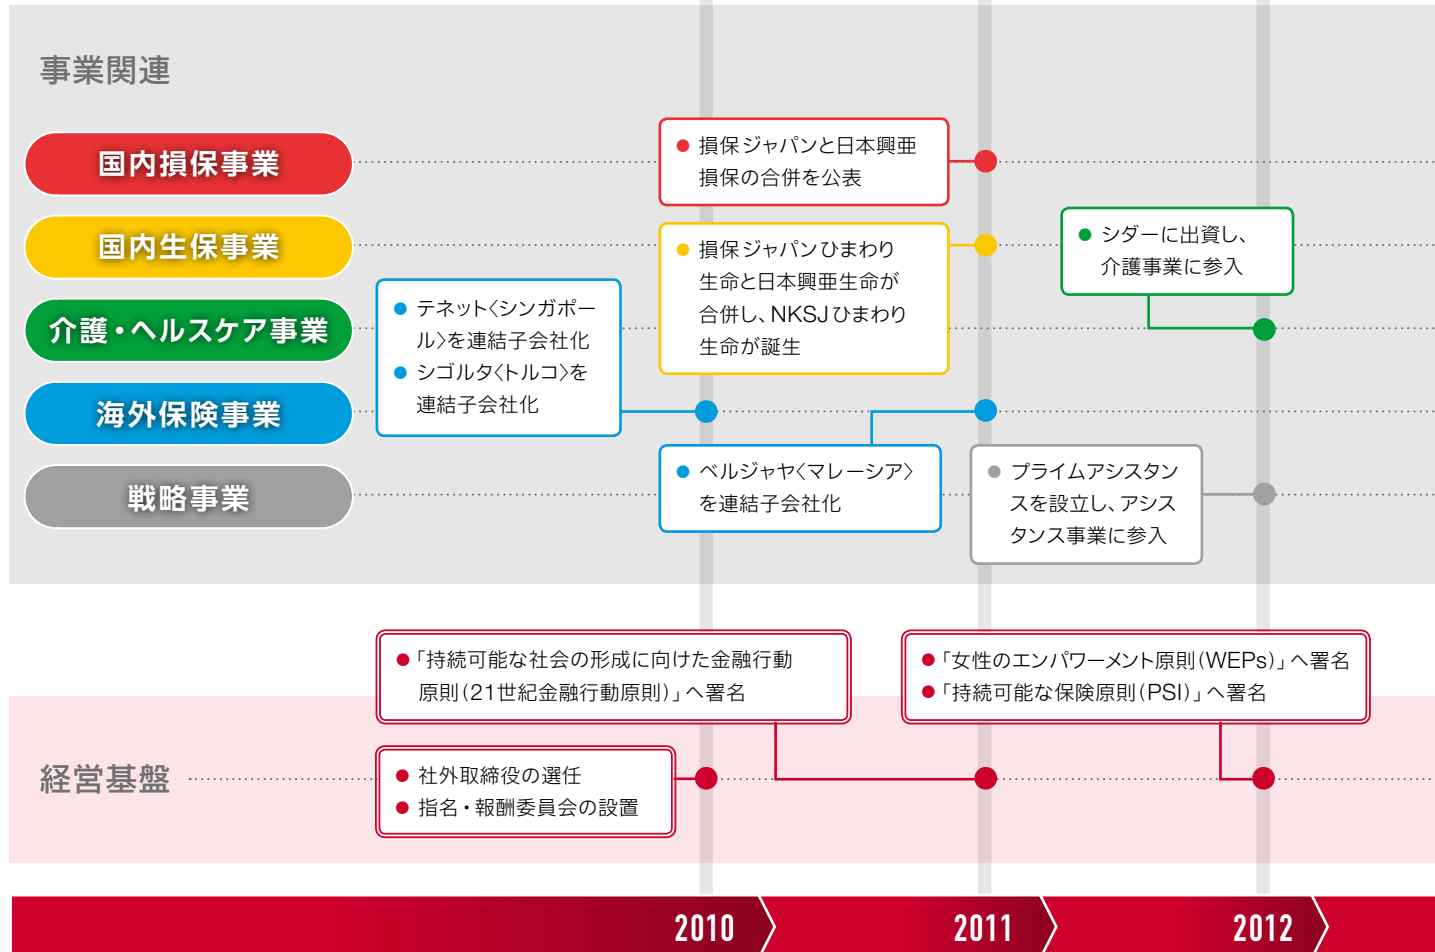 事業関連
国内損保事業
国内生保事業
介護・ヘルスケア事業
海外保険事業
戦略事業
● 損保ジャパンと日本興亜
損保の合併を公表
● 損保ジャパンひまわり
生命と日本興亜生命が
合併し、NKSJひまわり
生命が誕生
● シダーに出資し、
介護事業に参入
● テネット〈シンガポー
ル〉を連結子会社化
● シゴルタ〈トルコ〉を
連結子会社化
● ベルジャヤ〈マレーシア〉
を連結子会社化
● プライムアシスタン
スを設立し、アシス
タンス事業に参入
●「持続可能な社会の形成に向けた金融行動
原則(21世紀金融行動原則)」へ署名
●「女性のエンパワーメント原則(WEPs)」へ署名
●「持続可能な保険原則(PSI)」へ署名
経営基盤
● 社外取締役の選任
● 指名・報酬委員会の設置
2010
2011
2012